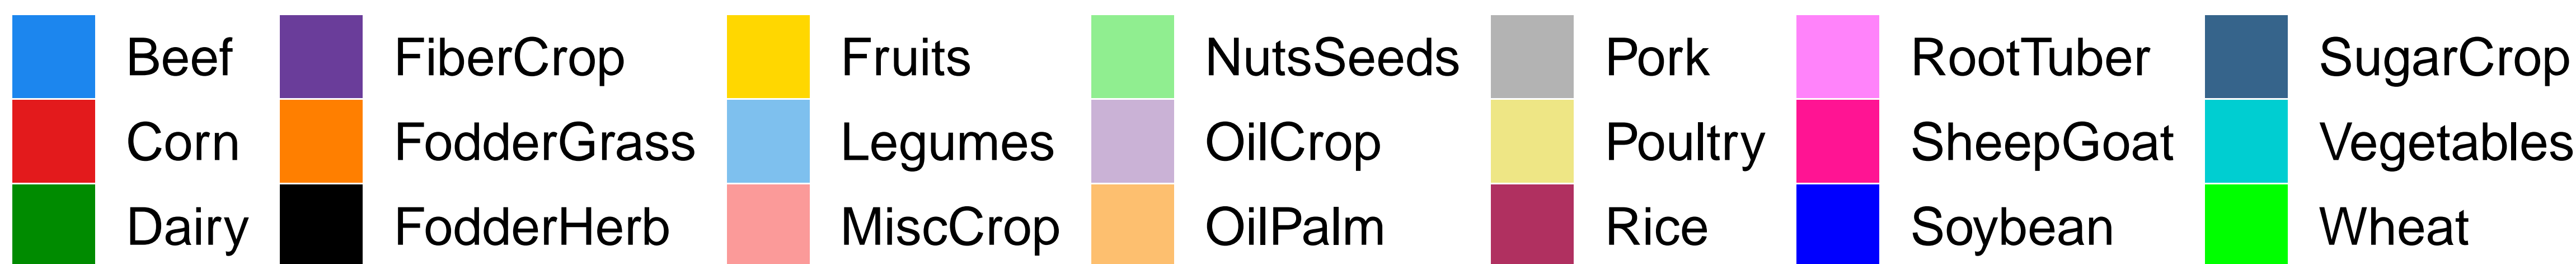 Beef FiberCrop Fruits NutsSeeds Pork RootTuber SugarCrop
Corn FodderGrass Legumes OilCrop Poultry SheepGoat Vegetables
Dairy FodderHerb MiscCrop OilPalm Rice Soybean Wheat